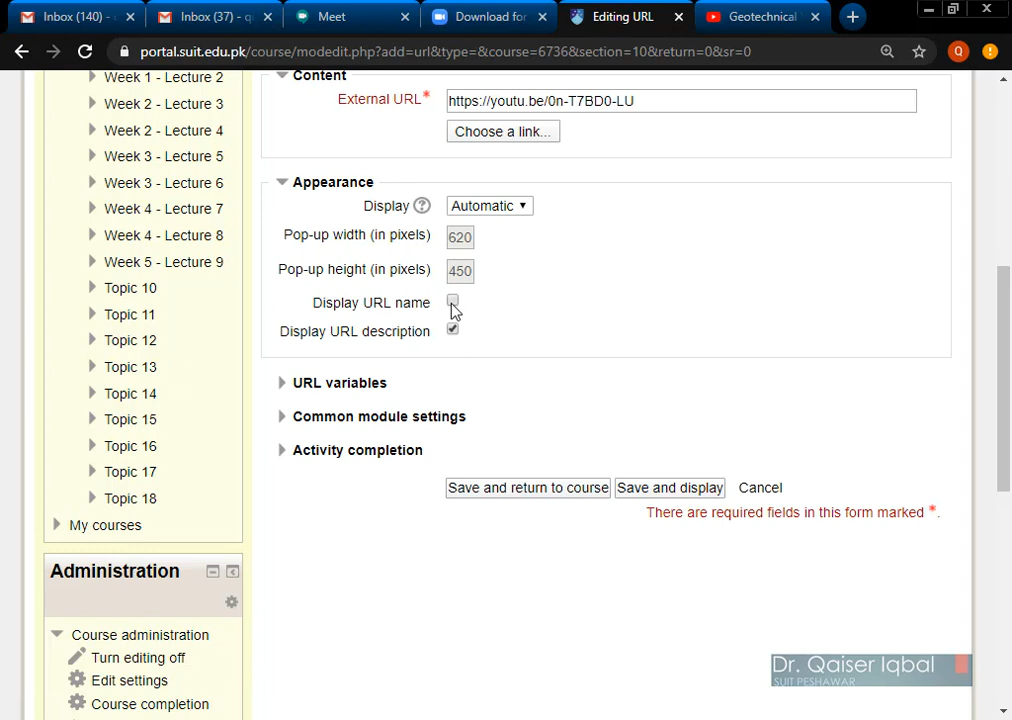 Inbox (140) -
Inbox (37) - q
Meet
Download for
Editing URL
Geotechnical
portal.suit.edu.pk/course/modedit.php?add=url&type=&course=6736&section=10&return=0&sr=0
Q
Week 1 - Lecture 2
Week 2 - Lecture 3
Week 2 - Lecture 4
Week 3 - Lecture 5
Week 3 - Lecture 6
Week 4 - Lecture 7
Week 4 - Lecture 8
Week 5 - Lecture 9
Topic 10
Topic 11
Topic 12
Topic 13
Topic 14
Topic 15
Topic 16
Topic 17
Topic 18
My courses
Administration
Course administration
Turn editing off
Edit settings
Course completion
Content
External URL* https://youtu.be/0n-T7BD0-LU
Choose a link...
Appearance
Display Automatic
Pop-up width (in pixels) 620
Pop-up height (in pixels) 450
Display URL name
Display URL description
URL variables
Common module settings
Activity completion
Save and return to course Save and display Cancel
There are required fields in this form marked *.
Dr. Qaiser Iqbal
SUIT PESHAWAR